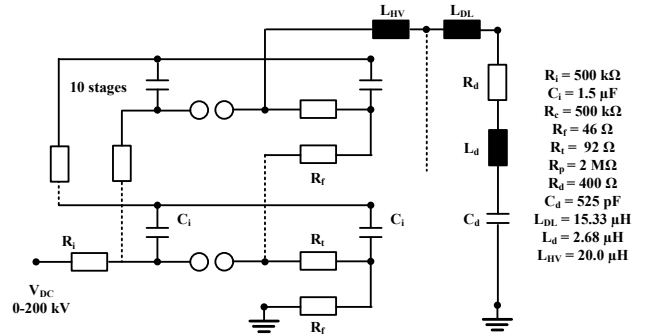 L_HV L_DL
10 stages
R_d
R_f
L_d
C_i C_i
R_i R_t C_d
V_DC
0-200 kV
R_f
R_i = 500 kΩ
C_i = 1.5 µF
R_c = 500 kΩ
R_f = 46 Ω
R_t = 92 Ω
R_p = 2 MΩ
R_d = 400 Ω
C_d = 525 pF
L_DL = 15.33 µH
L_d = 2.68 µH
L_HV = 20.0 µH